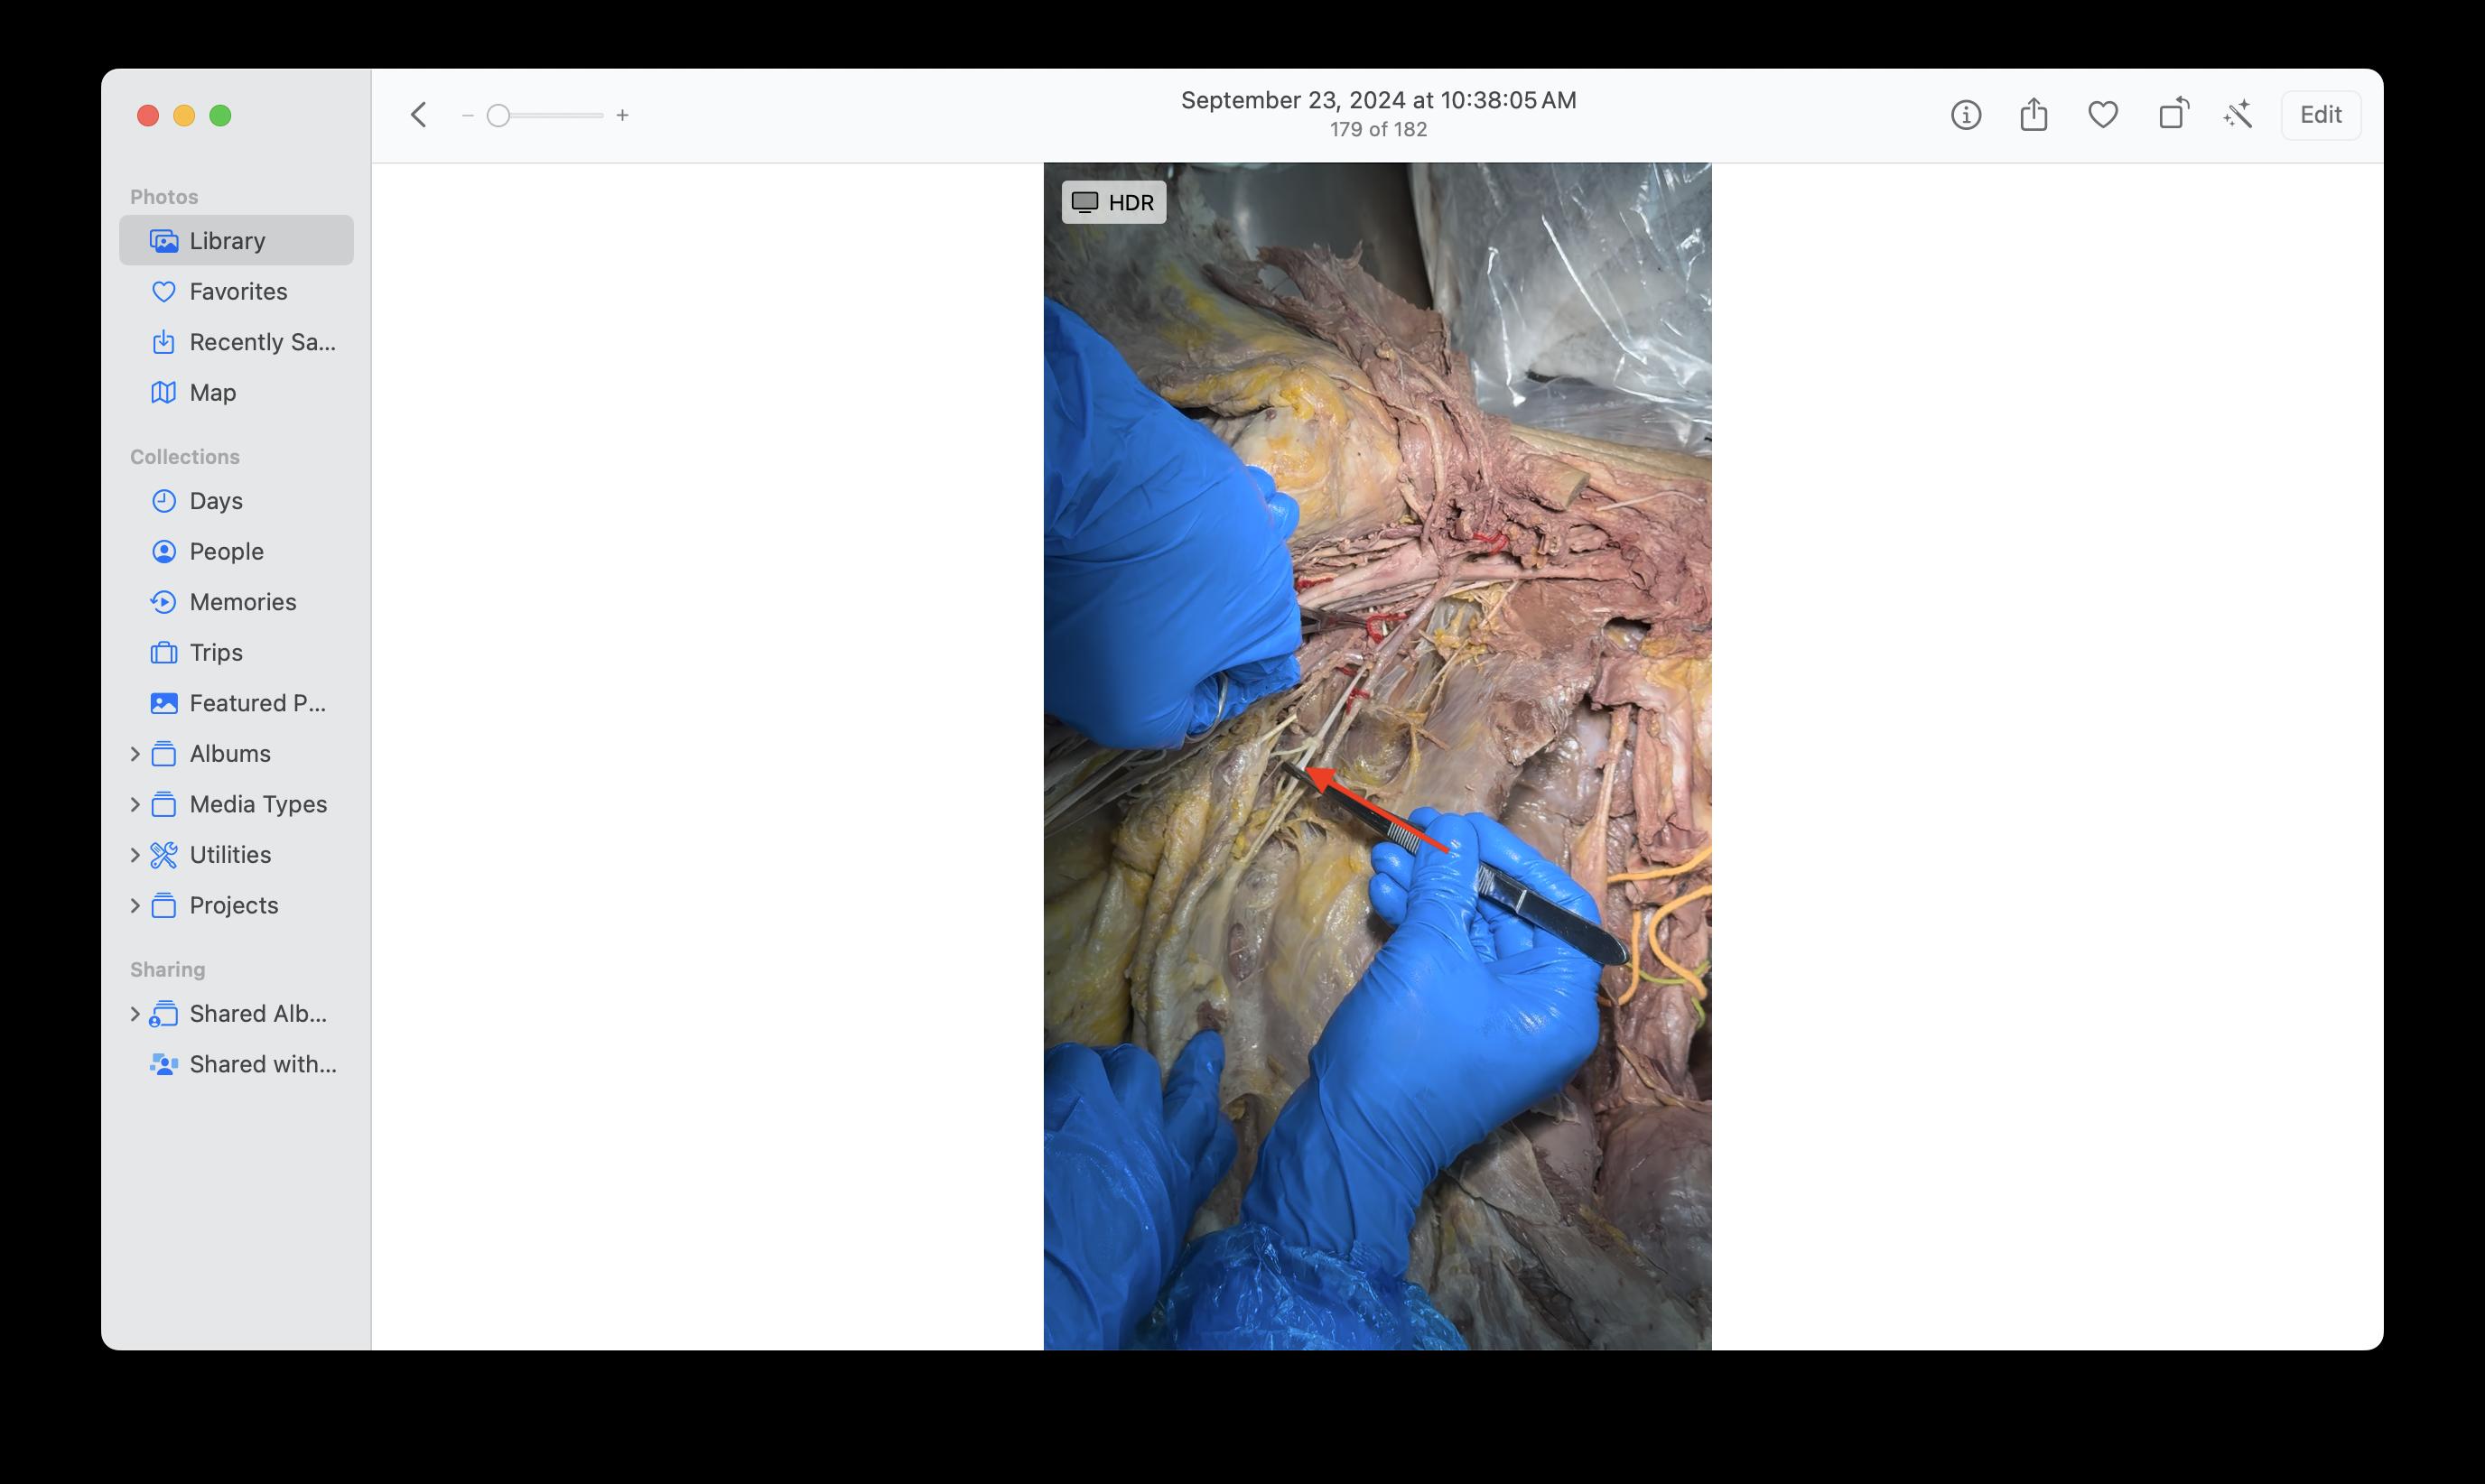 September 23, 2024 at 10:38:05 AM
179 of 182
Edit
Photos
Library
Favorites
Recently Sa...
Map
Collections
Days
People
Memories
Trips
Featured P...
Albums
Media Types
Utilities
Projects
Sharing
Shared Alb...
Shared with...
HDR